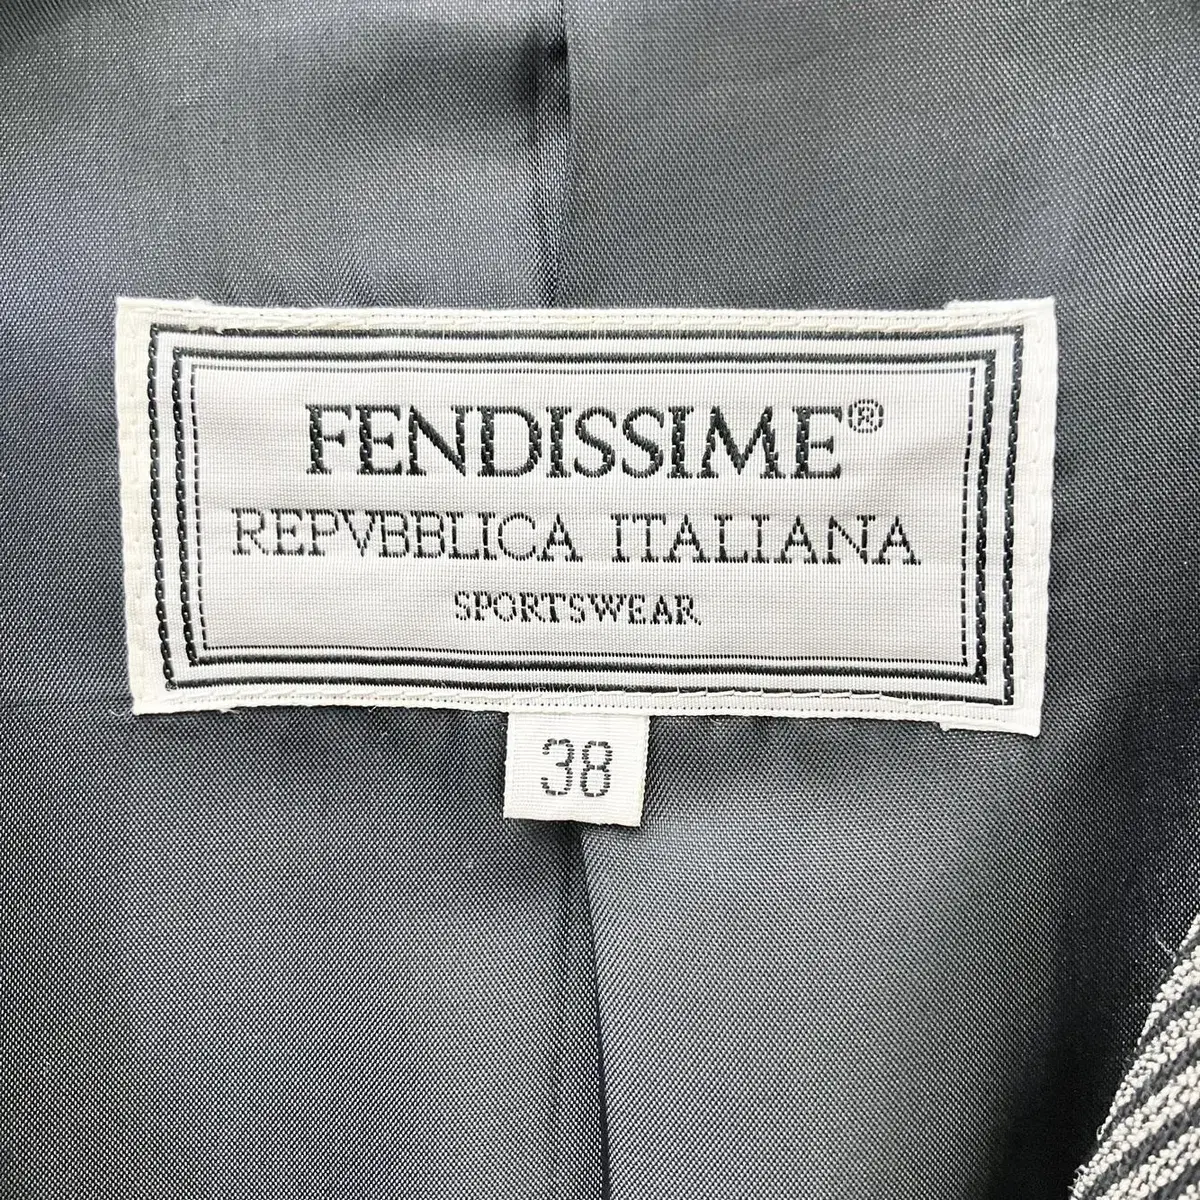 FENDISSIME®
REPVBBLICA ITALIANA
SPORTSWEAR
38